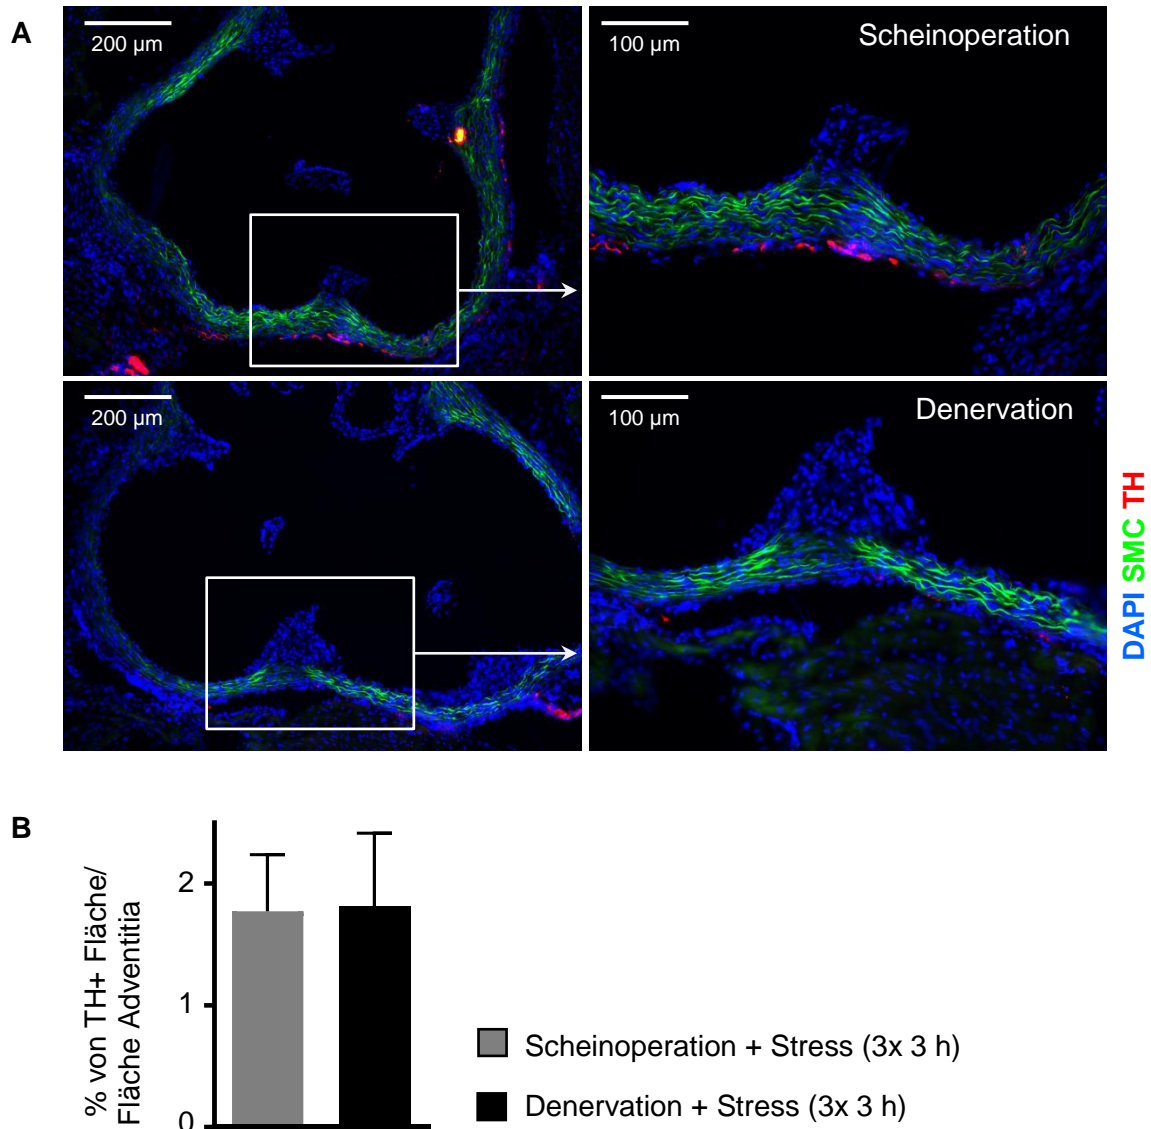 A
200 µm
100 µm
Scheinoperation
200 µm
100 µm
Denervation
DAPI SMC TH
B
% von TH+ Fläche/
Fläche Adventitia
2
1
0
Scheinoperation + Stress (3x 3 h)
Denervation + Stress (3x 3 h)